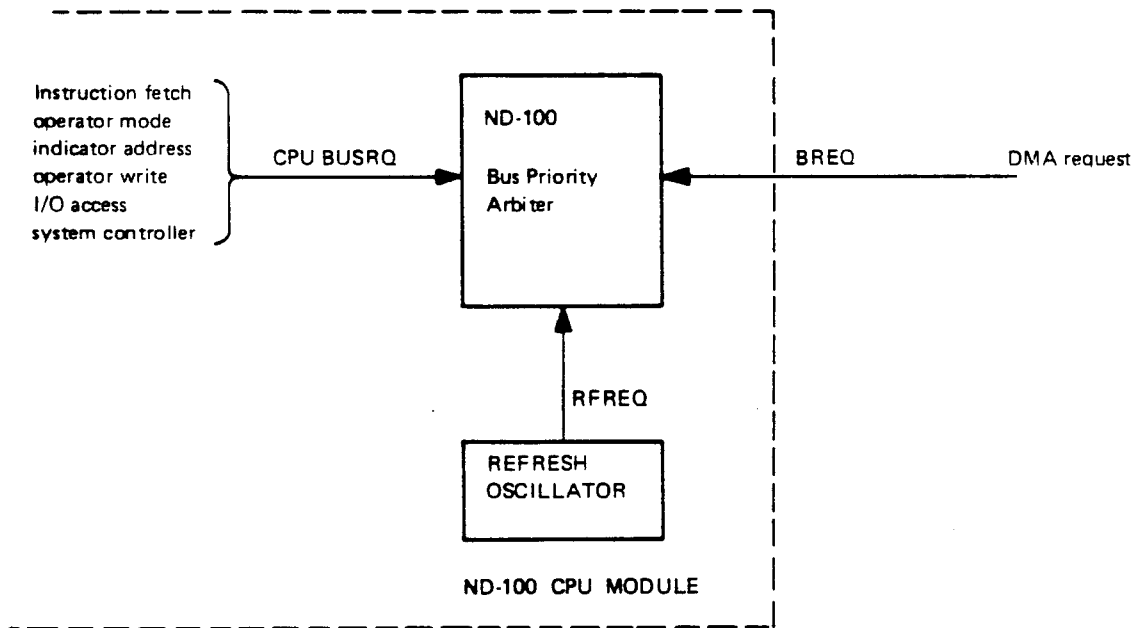 Instruction fetch
operator mode
indicator address
operator write
I/O access
system controller
CPU BUSRQ
ND-100
Bus Priority
Arbiter
BREQ
DMA request
RFREQ
REFRESH
OSCILLATOR
ND-100 CPU MODULE